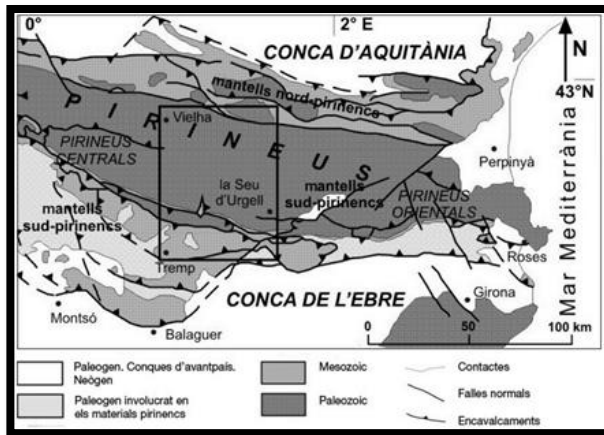 0°
2° E
CONCA D'AQUITÀNIA
N
43°N
mantells nord-pirinencs
PIRINEUS
Vielha
PIRINEUS
CENTRALS
Perpinyà
la Seu
d'Urgell
mantells
sud-pirinencs
PIRINEUS
ORIENTALS
mantells
sud-pirinencs
Mar Mediterrània
Tremp
Roses
CONCA DE L'EBRE
Girona
Montsó
Balaguer
0 50 100 km
Paleogen. Conques d'avantpaís.
Neògen
Paleogen involucrat en
els materials pirinencs
Mesozoic
Paleozoic
Contactes
Falles normals
Encavalcaments